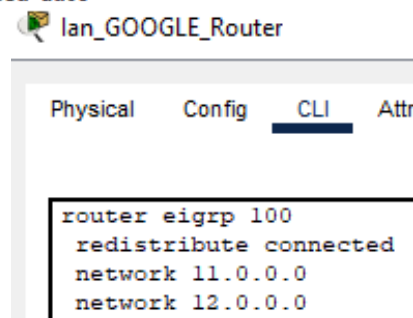 lan_GOOGLE_Router
Physical Config CLI
router eigrp 100
redistribute connected
network 11.0.0.0
network 12.0.0.0